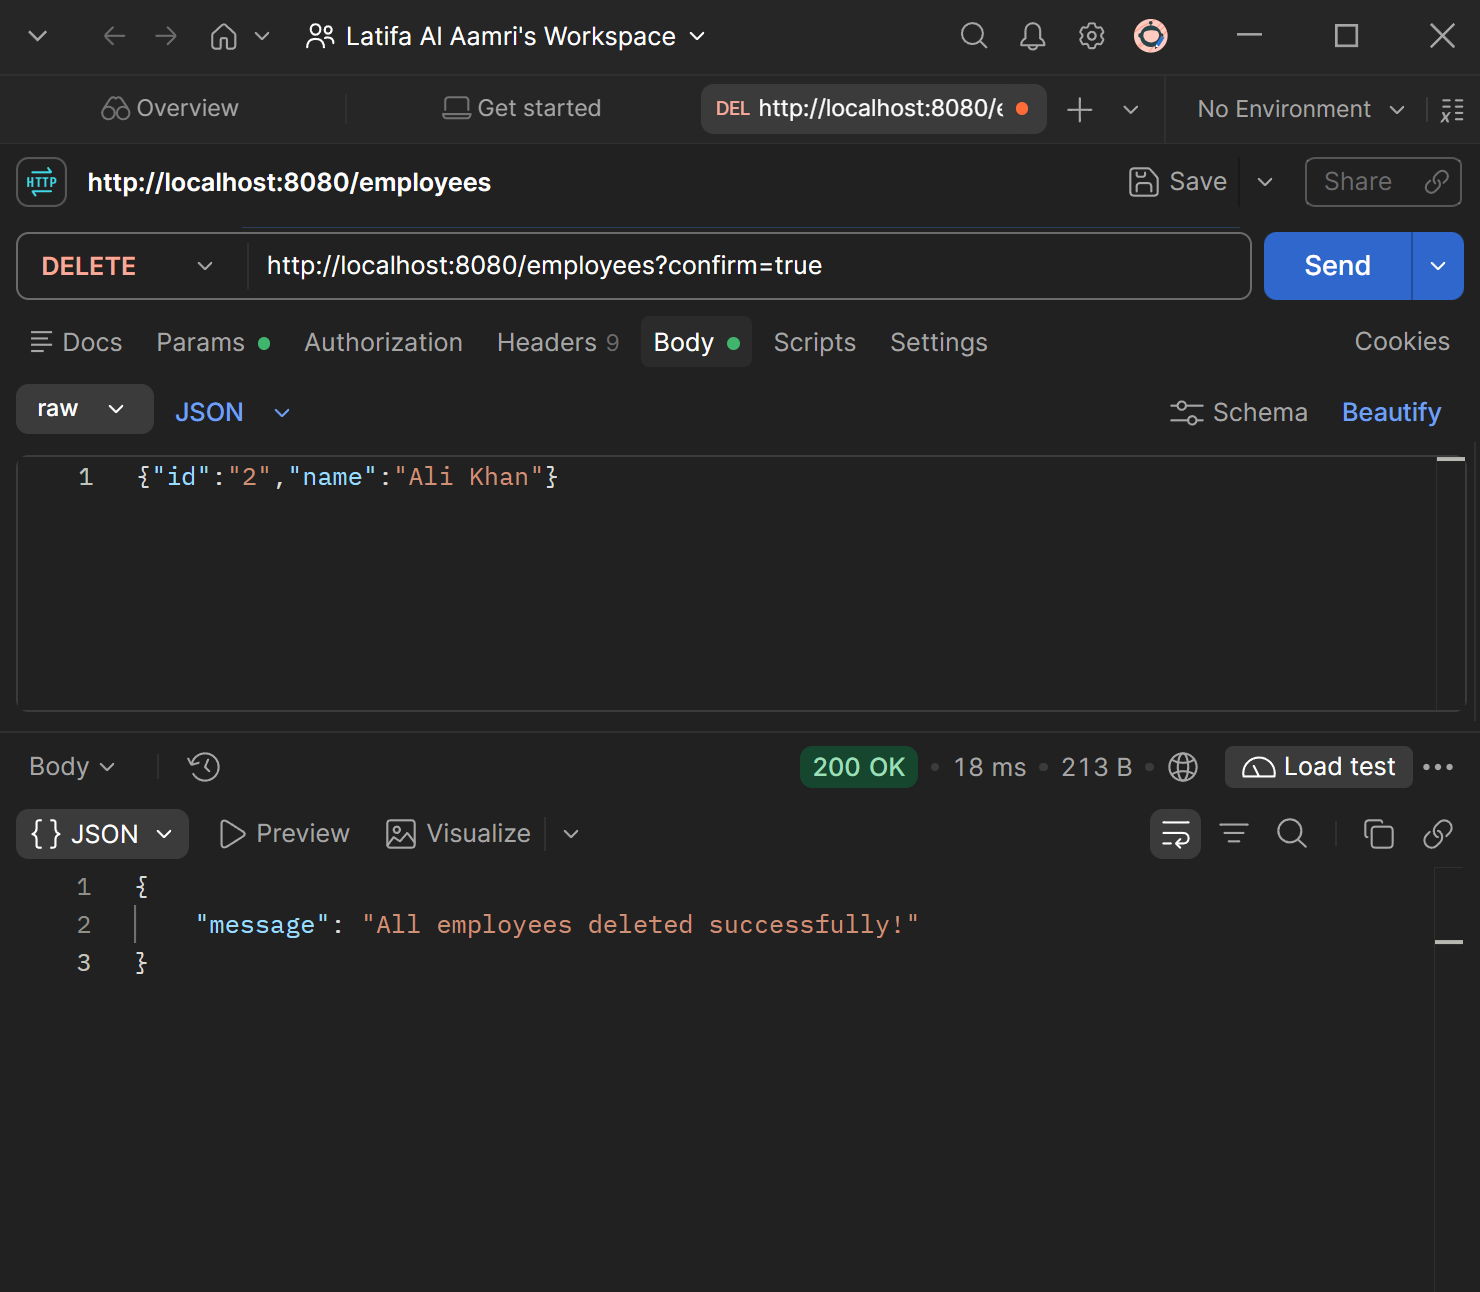 Latifa Al Aamri's Workspace
Overview
Get started
DEL http://localhost:8080/e
No Environment
HTTP http://localhost:8080/employees
Save
Share
DELETE http://localhost:8080/employees?confirm=true
Send
Docs Params Authorization Headers 9 Body Scripts Settings Cookies
raw JSON Schema Beautify
1 {"id":"2","name":"Ali Khan"}
Body 200 OK • 18 ms • 213 B • Load test
{} JSON Preview Visualize
1 {
2 "message": "All employees deleted successfully!"
3 }